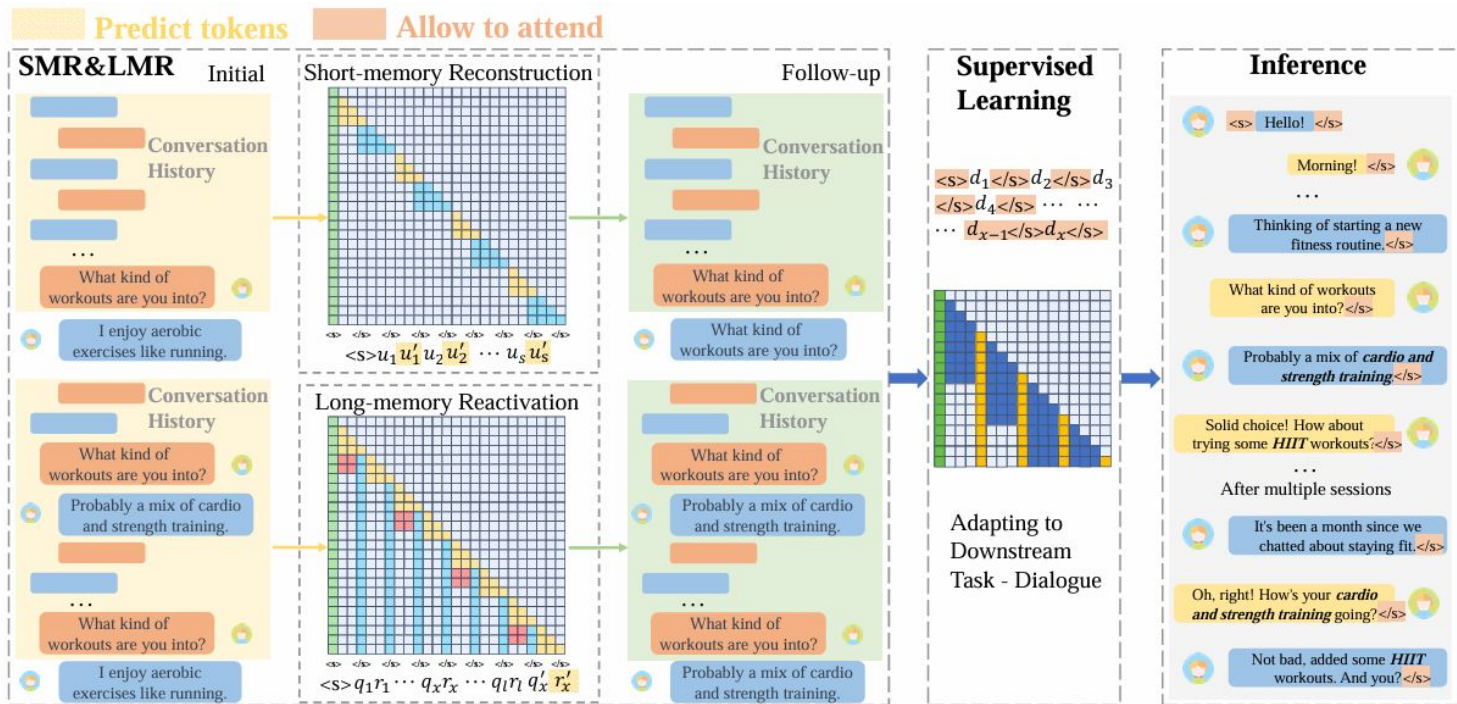 Predict tokens
Allow to attend
SMR&LMR
Initial
Short-memory Reconstruction
Follow-up
Conversation
History
...
What kind of
workouts are you into?
I enjoy aerobic
exercises like running.
<s> </s> </s> </s> </s> </s> </s> </s> </s>
<s>u₁ u₁′ u₂ u₂′ ⋯ uₛ uₛ′
Conversation
History
...
What kind of
workouts are you into?
What kind of
workouts are you into?
Conversation
History
What kind of
workouts are you into?
Probably a mix of cardio
and strength training.
...
What kind of
workouts are you into?
I enjoy aerobic
exercises like running.
Long-memory Reactivation
<s> </s> </s> </s> </s> </s> </s> </s> </s>
<s>q₁r₁ ⋯ qₓrₓ ⋯ qₗrₗ qₓ′ rₓ′
Conversation
History
What kind of
workouts are you into?
Probably a mix of cardio
and strength training.
...
What kind of
workouts are you into?
Probably a mix of cardio
and strength training.
Supervised
Learning
<s>d₁</s>d₂</s>d₃
</s>d₄</s> ⋯ ⋯
⋯ dₓ₋₁</s>dₓ</s>
Adapting to
Downstream
Task - Dialogue
Inference
<s> Hello! </s>
Morning! </s>
...
Thinking of starting a new
fitness routine.</s>
What kind of workouts
are you into?</s>
Probably a mix of cardio and
strength training.</s>
Solid choice! How about
trying some HIIT workouts?</s>
...
After multiple sessions
It's been a month since we
chatted about staying fit.</s>
Oh, right! How's your cardio
and strength training going?</s>
Not bad, added some HIIT
workouts. And you?</s>